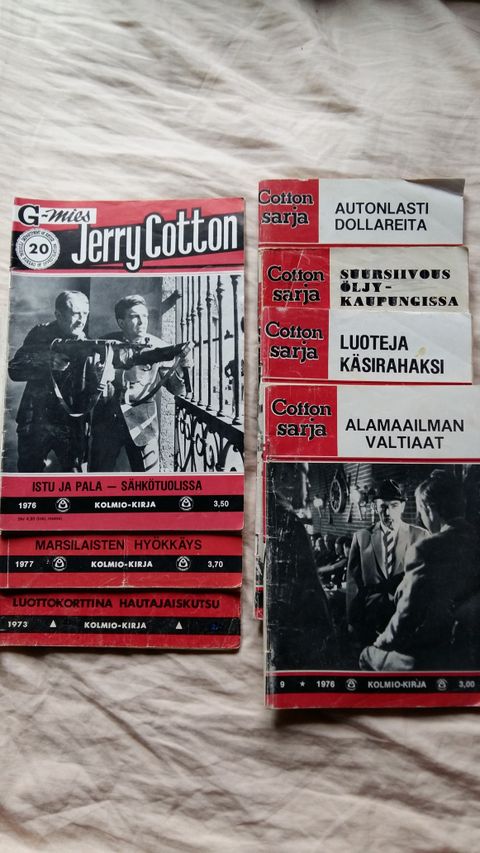 G-mies
20
Jerry Cotton
ISTU JA PALA — SÄHKÖTUOLISSA
1976 KOLMIO-KIRJA 3,50
MARSILAISTEN HYÖKKÄYS
1977 KOLMIO-KIRJA 3,70
LUOTTOKORTTINA HAUTAJAISKUTSU
1973 KOLMIO-KIRJA
Cotton
sarja
AUTONLASTI
DOLLAREITA
Cotton
sarja
SUURSIIVOUS
ÖLJY-
KAUPUNGISSA
Cotton
sarja
LUOTEJA
KÄSIRAHAKSI
Cotton
sarja
ALAMAAILMAN
VALTIAAT
9 ★ 1976 KOLMIO-KIRJA 3,00